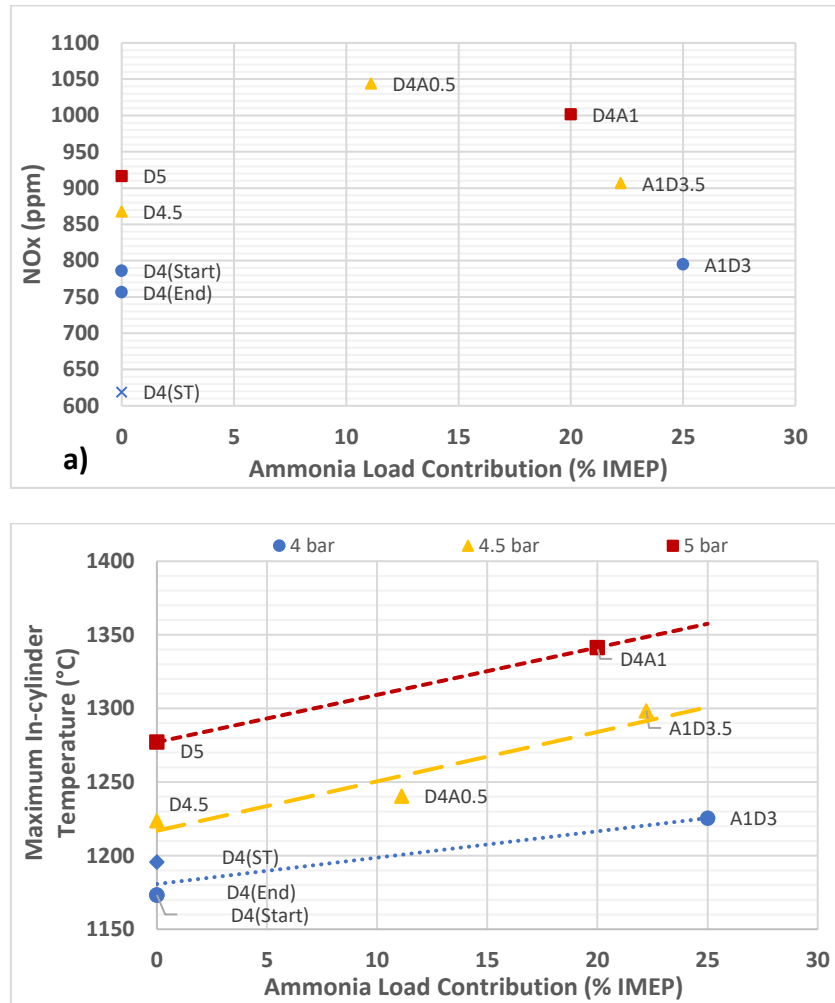 1100
1050
1000
950
900
850
800
750
700
650
600
NOx (ppm)
D4A0.5
D4A1
D5
A1D3.5
D4.5
D4(Start)
A1D3
D4(End)
D4(ST)
0 5 10 15 20 25 30
a)
Ammonia Load Contribution (% IMEP)
4 bar 4.5 bar 5 bar
1400
1350
1300
1250
1200
1150
Maximum In-cylinder
Temperature (°C)
D4A1
A1D3.5
D5
D4A0.5
D4.5
A1D3
D4(ST)
D4(End)
D4(Start)
0 5 10 15 20 25 30
Ammonia Load Contribution (% IMEP)